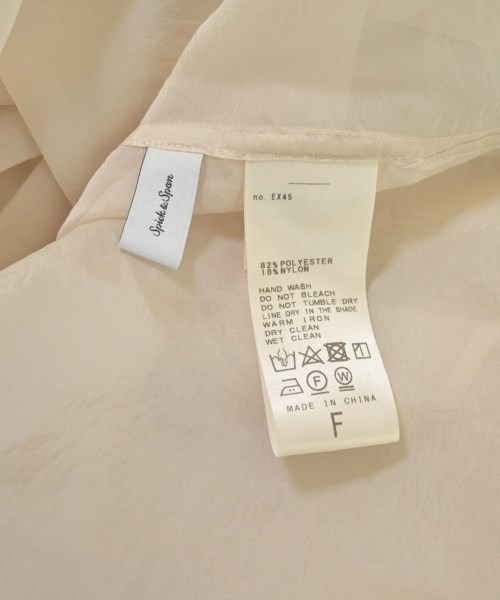 Spick & Span
no. EX45
82% POLYESTER
18% NYLON
HAND WASH
DO NOT BLEACH
DO NOT TUMBLE DRY
LINE DRY IN THE SHADE
WARM IRON
DRY CLEAN
WET CLEAN
F W
MADE IN CHINA
F